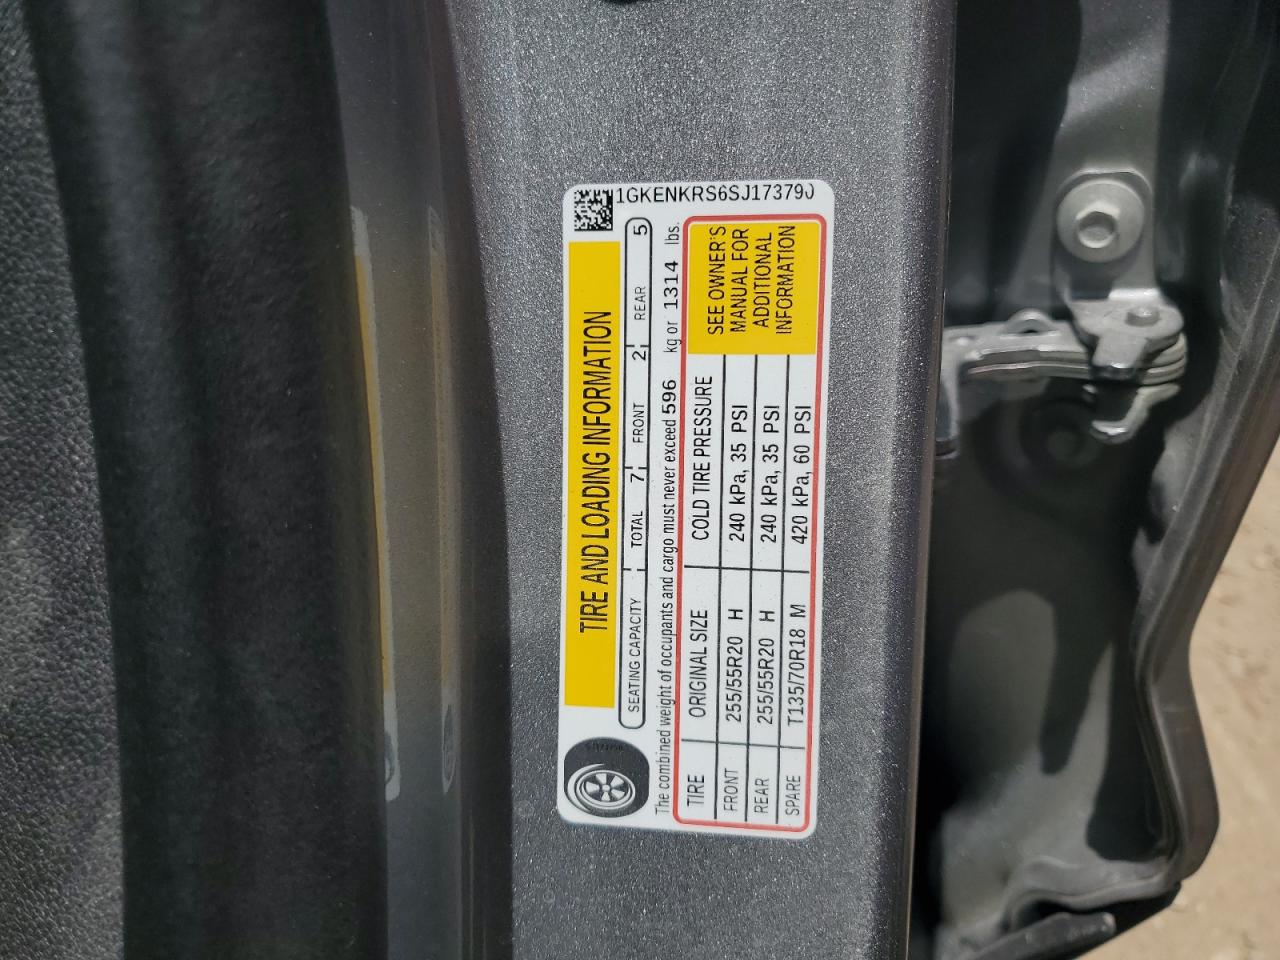 1GKENKRS6SJ173790
TIRE AND LOADING INFORMATION
SEATING CAPACITY TOTAL 7 FRONT 2 REAR 5
The combined weight of occupants and cargo must never exceed 596 kg or 1314 lbs.
TIRE ORIGINAL SIZE COLD TIRE PRESSURE
FRONT 255/55R20 H 240 kPa, 35 PSI
REAR 255/55R20 H 240 kPa, 35 PSI
SPARE T135/70R18 M 420 kPa, 60 PSI
SEE OWNER'S
MANUAL FOR
ADDITIONAL
INFORMATION